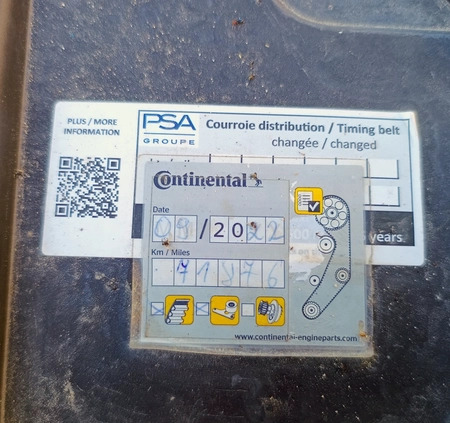 PLUS / MORE
INFORMATION
PSA
GROUPE
Courroie distribution / Timing belt
changée / changed
years
Continental
Date
09/2022
Km / Miles
71976
www.continental-engineparts.com